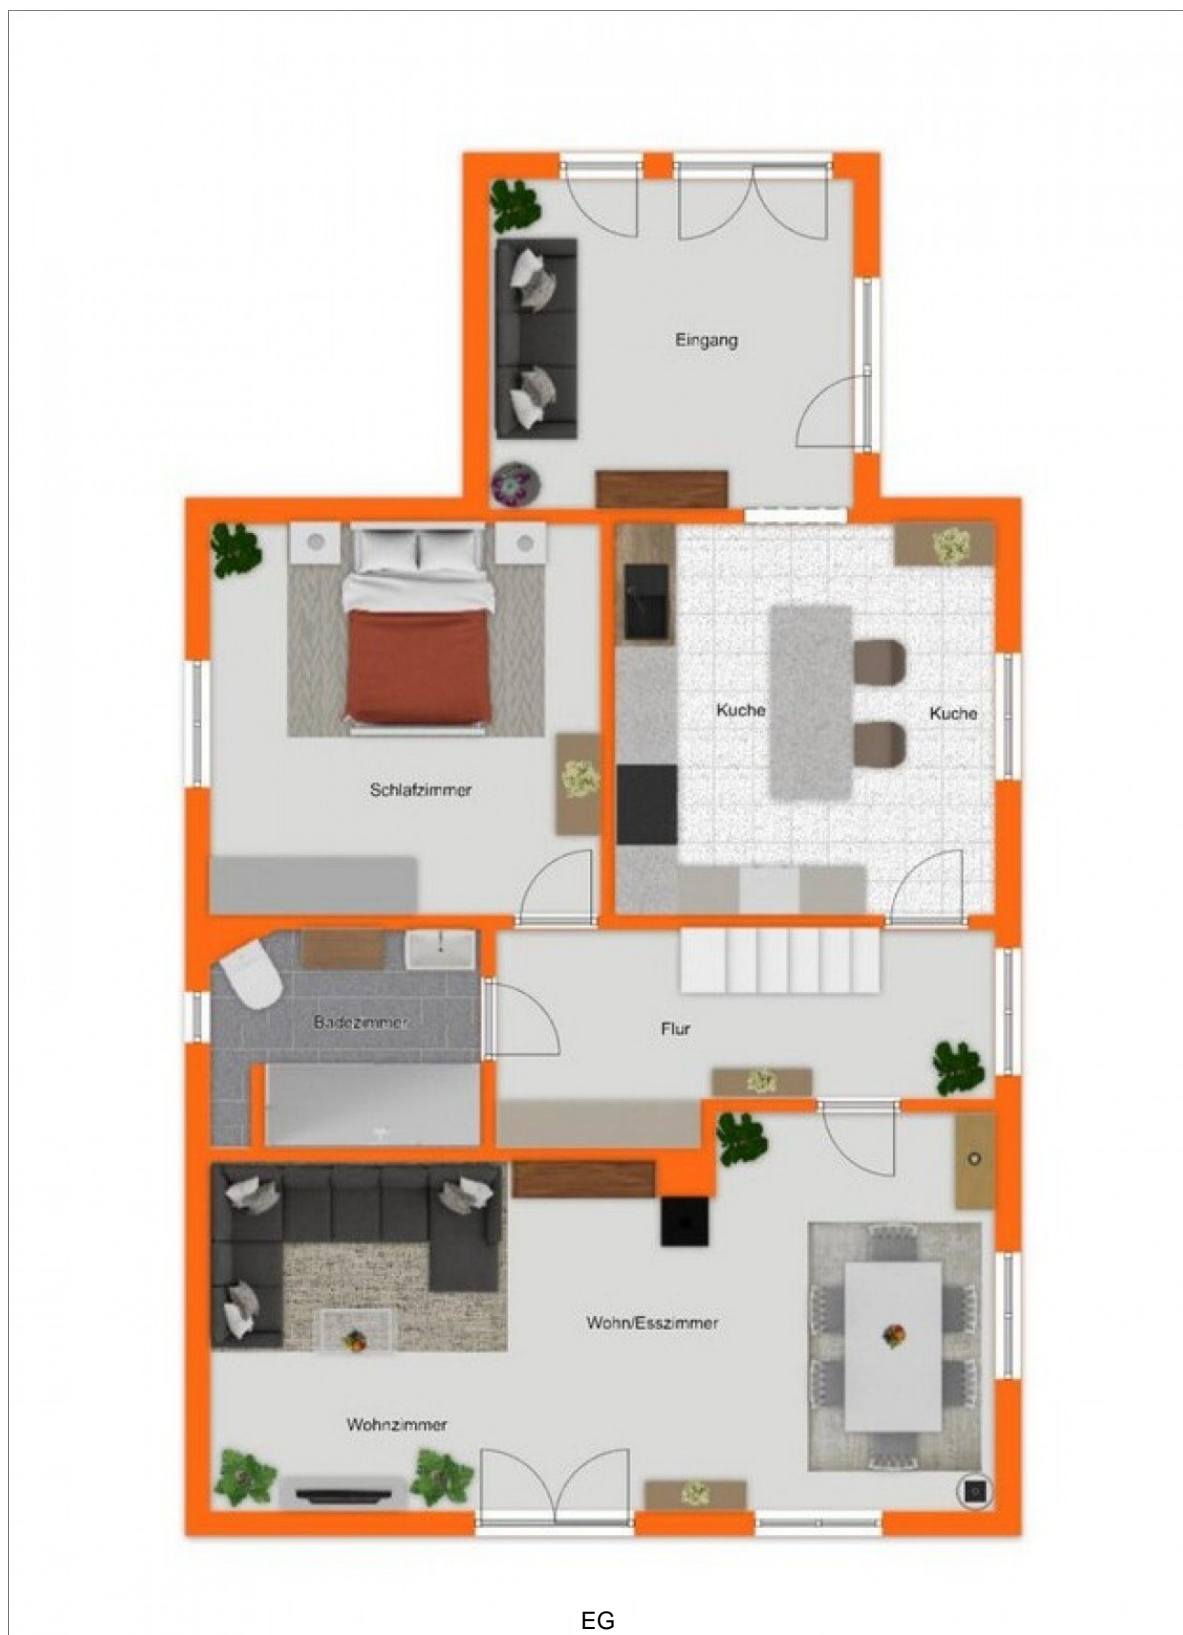 Eingang
Kuche
Kuche
Schlafzimmer
Badezimmer
Flur
Wohn/Esszimmer
Wohnzimmer
EG